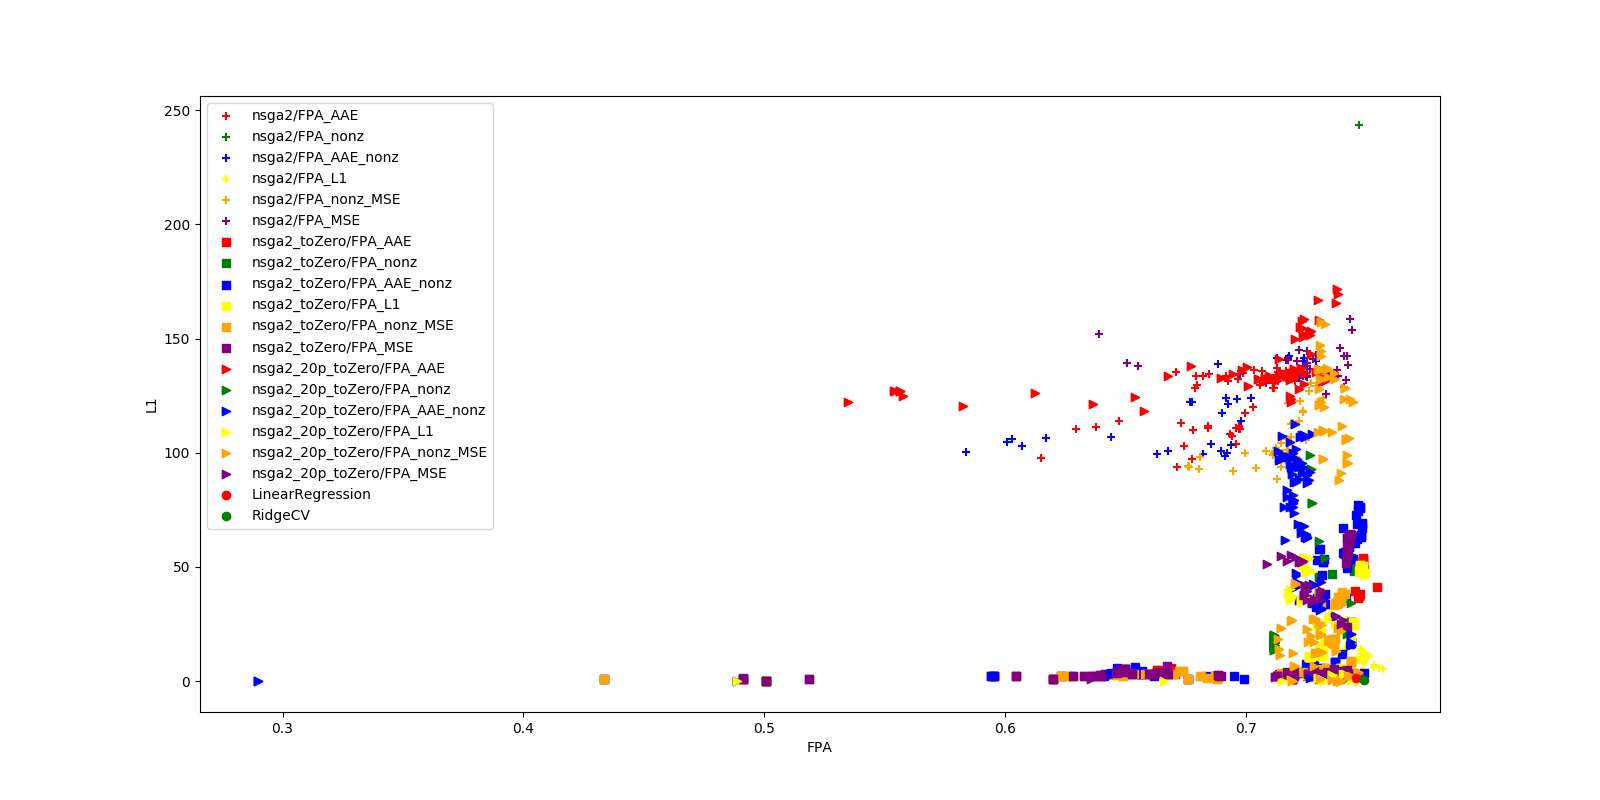 250
200
150
100
50
0
L1
nsga2/FPA_AAE
nsga2/FPA_nonz
nsga2/FPA_AAE_nonz
nsga2/FPA_L1
nsga2/FPA_nonz_MSE
nsga2/FPA_MSE
nsga2_toZero/FPA_AAE
nsga2_toZero/FPA_nonz
nsga2_toZero/FPA_AAE_nonz
nsga2_toZero/FPA_L1
nsga2_toZero/FPA_nonz_MSE
nsga2_toZero/FPA_MSE
nsga2_20p_toZero/FPA_AAE
nsga2_20p_toZero/FPA_nonz
nsga2_20p_toZero/FPA_AAE_nonz
nsga2_20p_toZero/FPA_L1
nsga2_20p_toZero/FPA_nonz_MSE
nsga2_20p_toZero/FPA_MSE
LinearRegression
RidgeCV
0.3 0.4 0.5 0.6 0.7
FPA